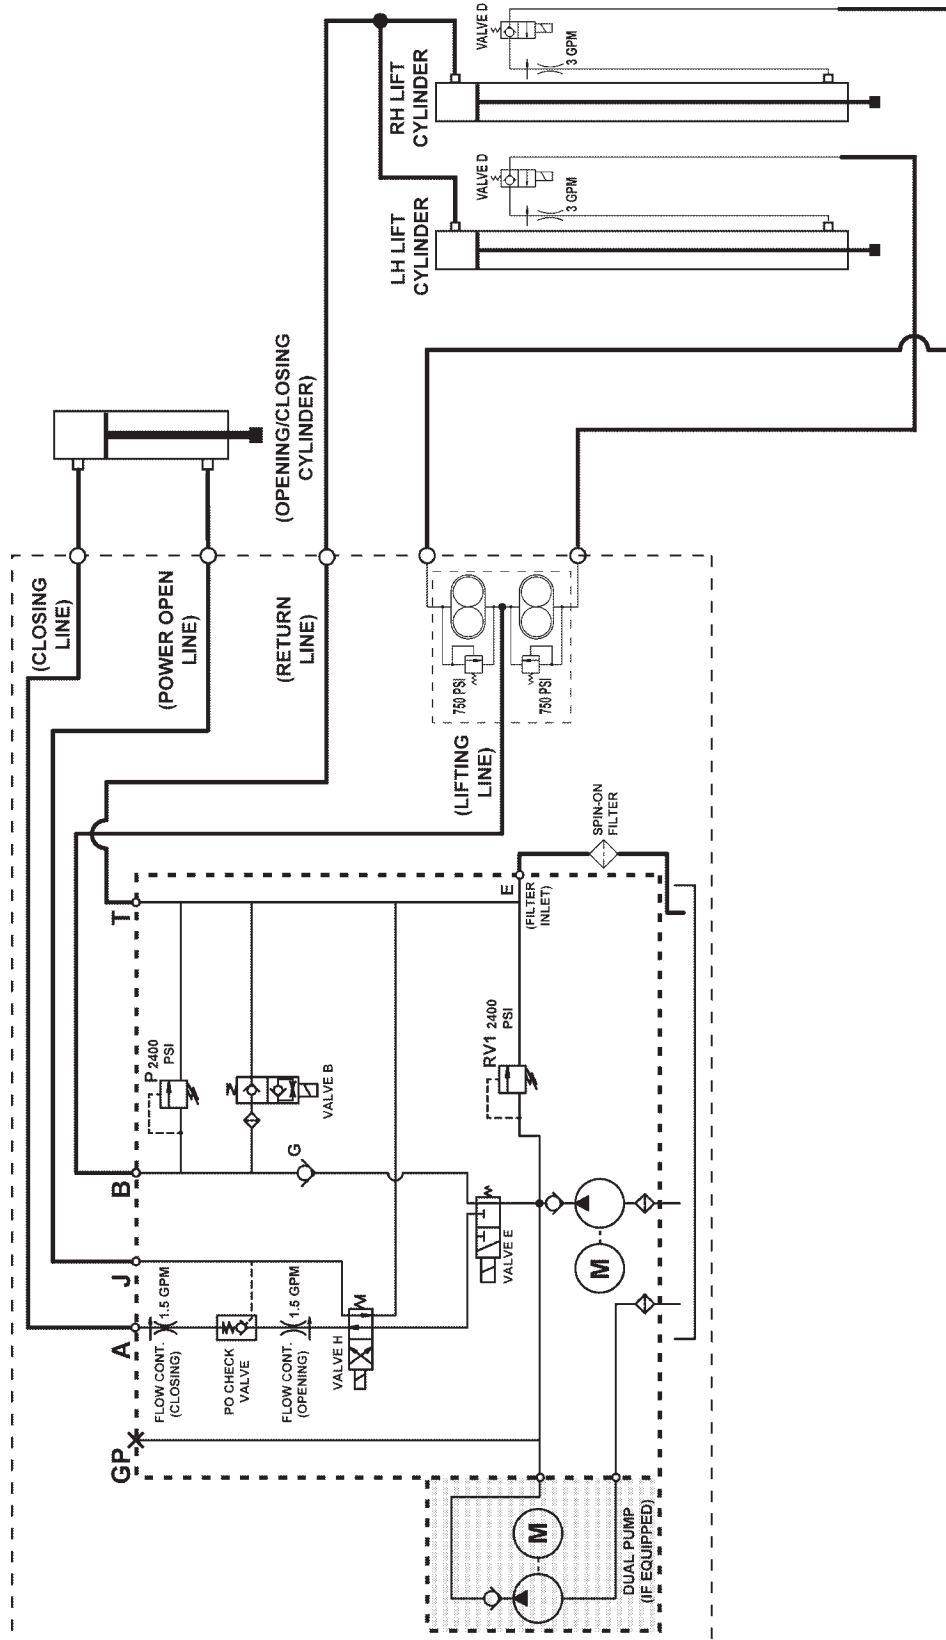 VALVE D
3 GPM
RH LIFT
CYLINDER
VALVE D
3 GPM
LH LIFT
CYLINDER
(OPENING/CLOSING
CYLINDER)
(CLOSING
LINE)
(POWER OPEN
LINE)
(RETURN
LINE)
750 PSI
750 PSI
(LIFTING
LINE)
SPIN-ON
FILTER
T
E
(FILTER
INLET)
P 2400
PSI
VALVE B
RV1 2400
PSI
B
G
J
VALVE E
M
A
1.5 GPM
FLOW CONT.
(CLOSING)
PO CHECK
VALVE
1.5 GPM
FLOW CONT.
(OPENING)
VALVE H
GP
M
DUAL PUMP
(IF EQUIPPED)